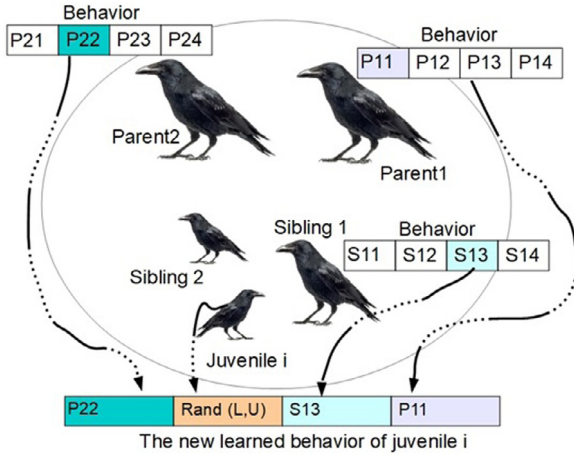 Behavior
P21 P22 P23 P24
Behavior
P11 P12 P13 P14
Parent2
Parent1
Sibling 1
Behavior
S11 S12 S13 S14
Sibling 2
Juvenile i
P22 Rand (L,U) S13 P11
The new learned behavior of juvenile i